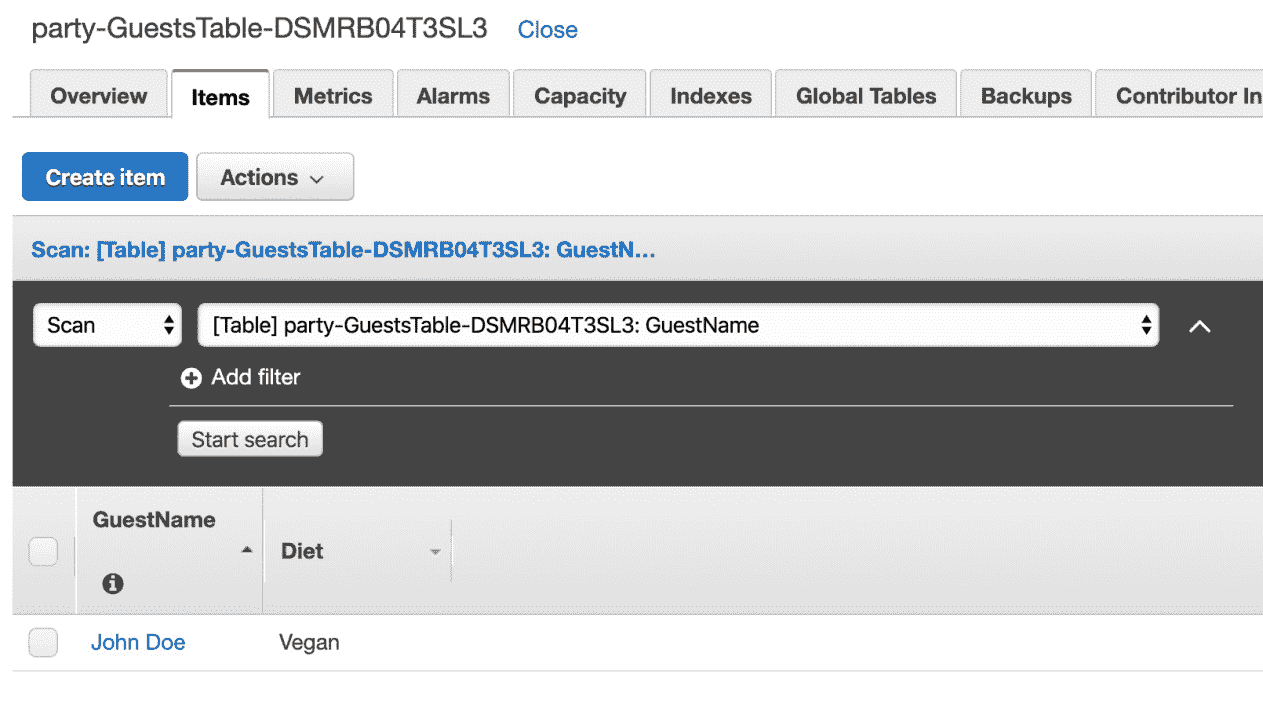 party-GuestsTable-DSMRB04T3SL3 Close
Overview Items Metrics Alarms Capacity Indexes Global Tables Backups Contributor In
Create item Actions
Scan: [Table] party-GuestsTable-DSMRB04T3SL3: GuestN...
Scan [Table] party-GuestsTable-DSMRB04T3SL3: GuestName
Add filter
Start search
GuestName
Diet
John Doe Vegan